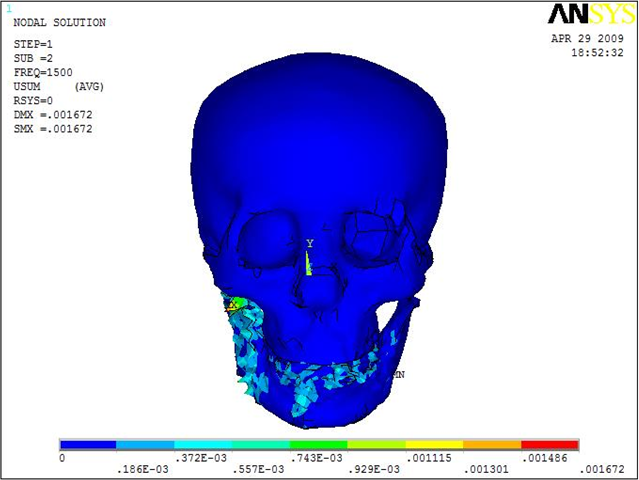 1
NODAL SOLUTION
STEP=1
SUB =2
FREQ=1500
USUM (AVG)
RSYS=0
DMX =.001672
SMX =.001672
ANSYS
APR 29 2009
18:52:32
Y
MN
0
.186E-03
.372E-03
.557E-03
.743E-03
.929E-03
.001115
.001301
.001486
.001672